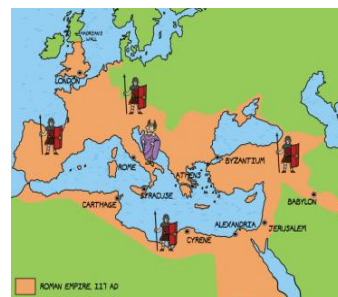 HADRIAN'S
WALL
LONDON
ROME
BYZANTIUM
ATHENS
SYRACUSE
CARTHAGE
BABYLON
ALEXANDRIA
JERUSALEM
CYRENE
ROMAN EMPIRE, 117 AD